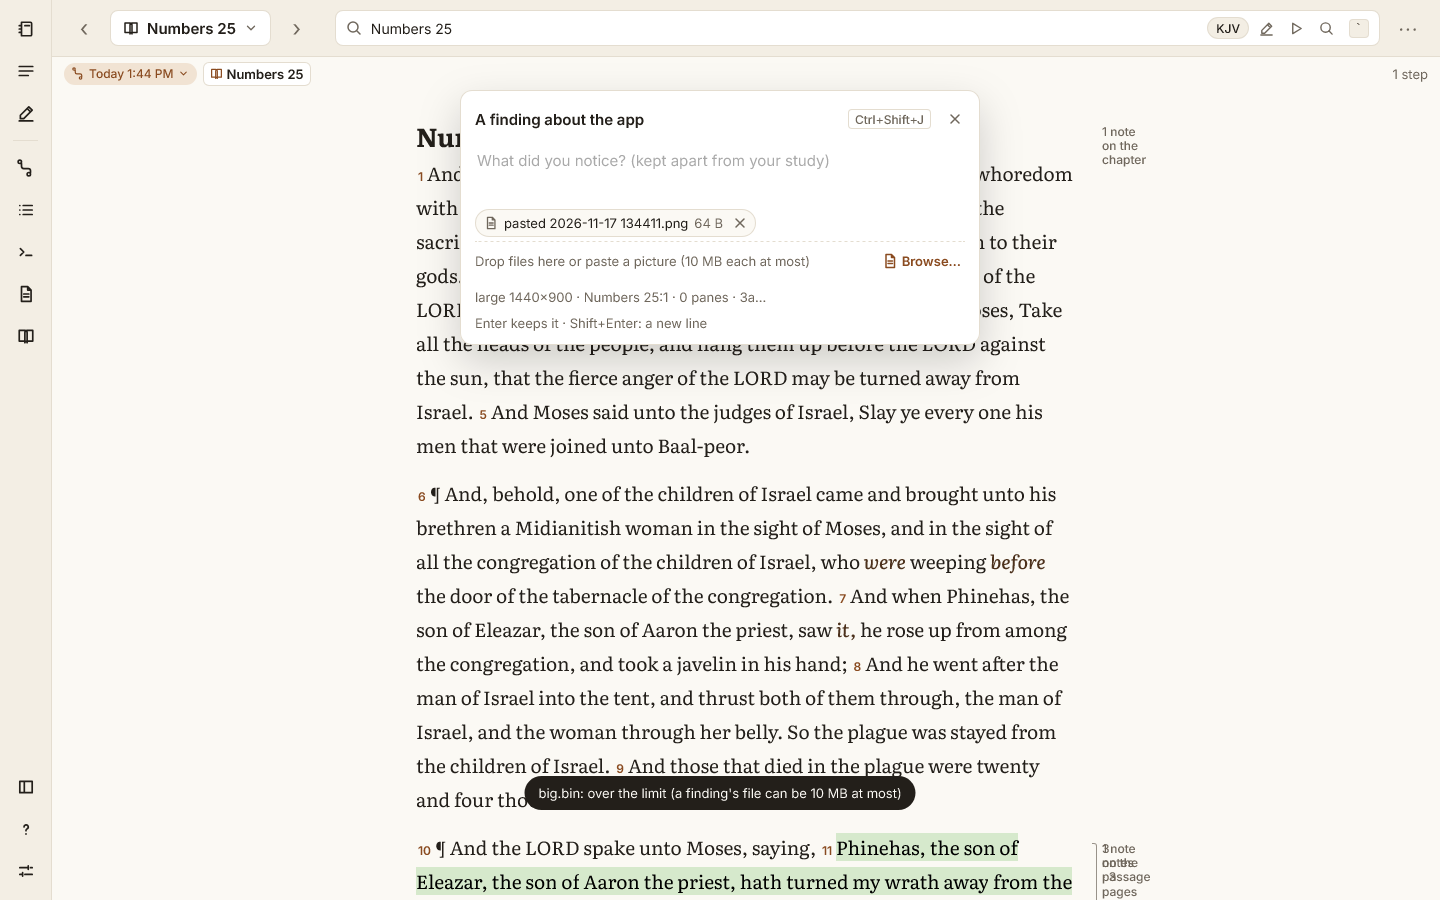 Numbers 25
Numbers 25
KJV
`
Today 1:44 PM
Numbers 25
1 step
A finding about the app
Ctrl+Shift+J
What did you notice? (kept apart from your study)
pasted 2026-11-17 134411.png 64 B
Drop files here or paste a picture (10 MB each at most)
Browse...
large 1440×900 · Numbers 25:1 · 0 panes · 3a...
Enter keeps it · Shift+Enter: a new line
1 note
on the
chapter
1 And whoredom
with the
sacri to their
gods. of the
LORD Take
all the heads of the people, and hang them up before the LORD against
the sun, that the fierce anger of the LORD may be turned away from
Israel. 5 And Moses said unto the judges of Israel, Slay ye every one his
men that were joined unto Baal-peor.
6 ¶ And, behold, one of the children of Israel came and brought unto his
brethren a Midianitish woman in the sight of Moses, and in the sight of
all the congregation of the children of Israel, who were weeping before
the door of the tabernacle of the congregation. 7 And when Phinehas, the
son of Eleazar, the son of Aaron the priest, saw it, he rose up from among
the congregation, and took a javelin in his hand; 8 And he went after the
man of Israel into the tent, and thrust both of them through, the man of
Israel, and the woman through her belly. So the plague was stayed from
the children of Israel. 9 And those that died in the plague were twenty
and four tho
big.bin: over the limit (a finding's file can be 10 MB at most)
10 ¶ And the LORD spake unto Moses, saying, 11 Phinehas, the son of
Eleazar, the son of Aaron the priest, hath turned my wrath away from the
note
passage
pages